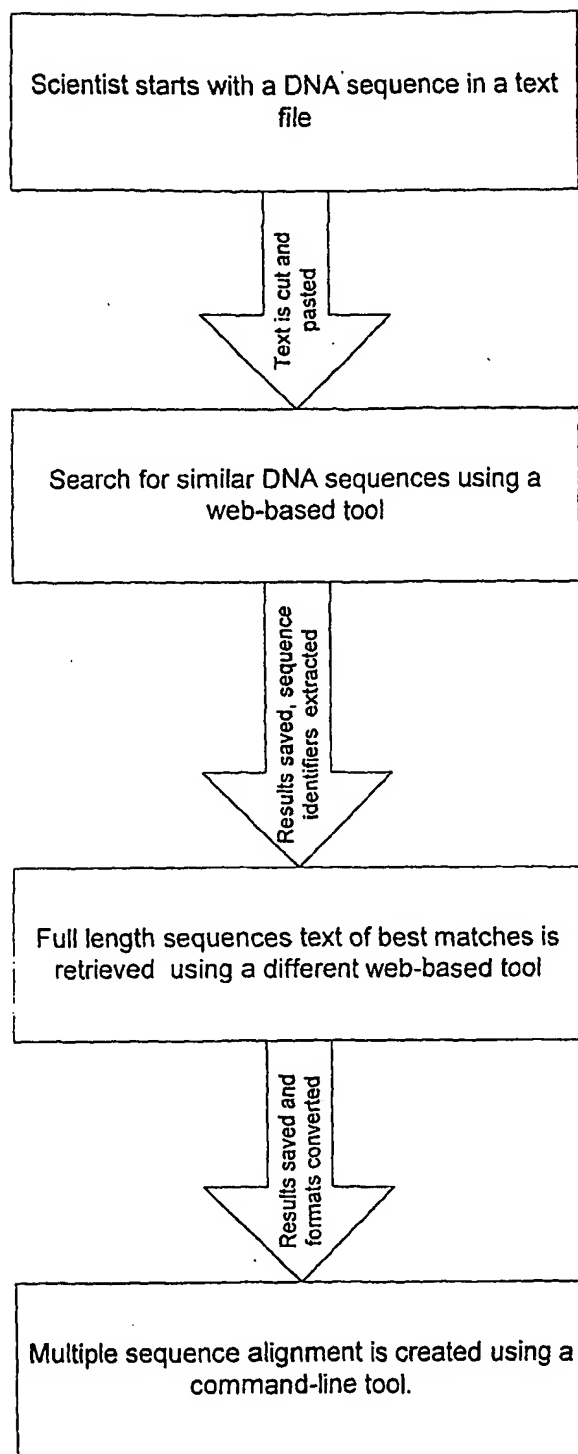 Scientist starts with a DNA sequence in a text
file
Text is cut and
pasted
Search for similar DNA sequences using a
web-based tool
Results saved, sequence
identifiers extracted
Full length sequences text of best matches is
retrieved using a different web-based tool
Results saved and
formats converted
Multiple sequence alignment is created using a
command-line tool.